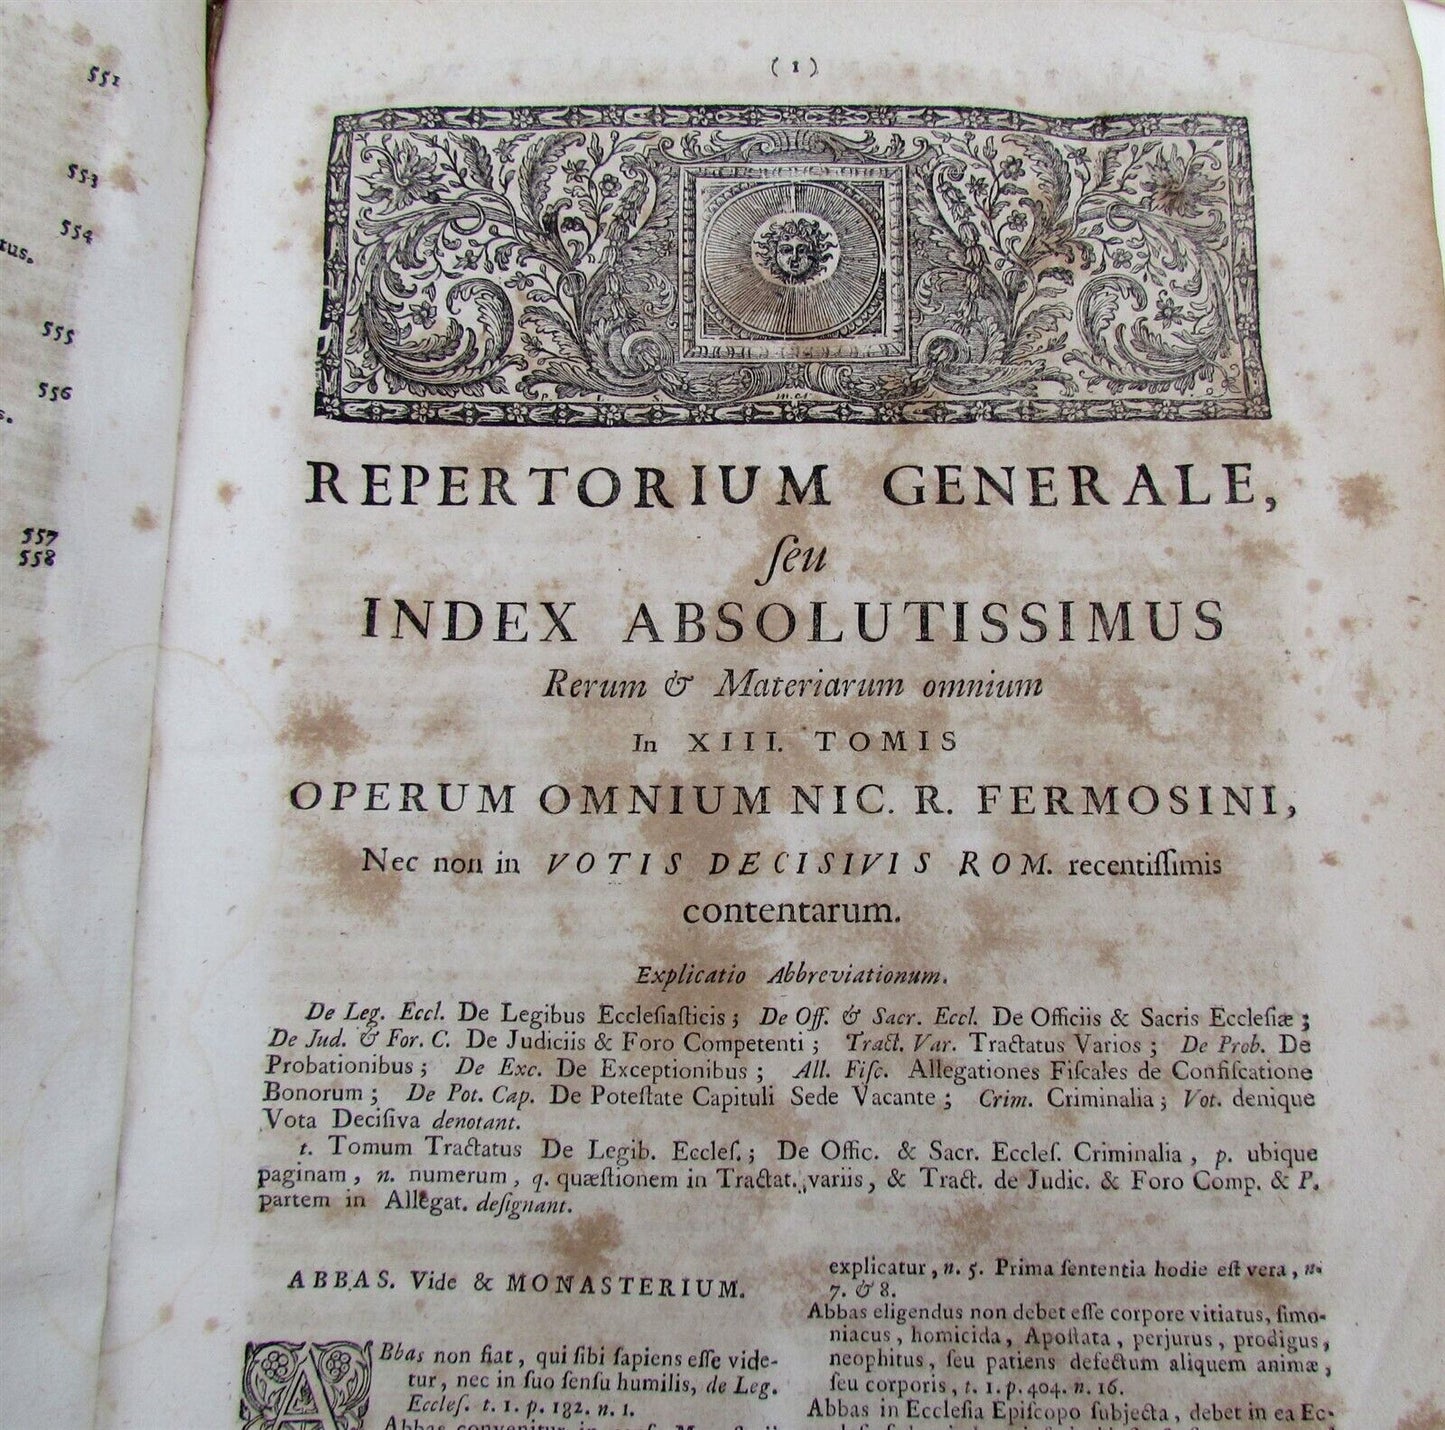 551
553
554
tus.
555
556
s.
557
558
( 1 )
REPERTORIUM GENERALE,
ſeu
INDEX ABSOLUTISSIMUS
Rerum & Materiarum omnium
In XIII. TOMIS
OPERUM OMNIUM NIC. R. FERMOSINI,
Nec non in VOTIS DECISIVIS ROM. recentiſſimis
contentarum.
Explicatio Abbreviationum.
De Leg. Eccl. De Legibus Eccleſiaſticis ; De Off. & Sacr. Eccl. De Officiis & Sacris Eccleſiæ ;
De Jud. & For. C. De Judiciis & Foro Competenti ; Tract. Var. Tractatus Varios ; De Prob. De
Probationibus ; De Exc. De Exceptionibus ; All. Fiſc. Allegationes Fiſcales de Confiſcatione
Bonorum ; De Pot. Cap. De Poteſtate Capituli Sede Vacante ; Crim. Criminalia ; Vot. denique
Vota Deciſiva denotant.
t. Tomum Tractatus De Legib. Eccleſ. ; De Offic. & Sacr. Eccleſ. Criminalia , p. ubique
paginam , n. numerum , q. quæſtionem in Tractat. variis, & Tract. de Judic. & Foro Comp. & P.
partem in Allegat. deſignant.
ABBAS. Vide & MONASTERIUM.
ABbas non fiat , qui ſibi ſapiens eſſe vide-
tur , nec in ſuo ſenſu humilis, de Leg.
Eccleſ. t. 1. p. 182. n. 1.
Abbas
explicatur , n. 5. Prima ſententia hodie eſt vera , n.
7. & 8.
Abbas eligendus non debet eſſe corpore vitiatus, ſimo-
niacus , homicida , Apoſtata , perjurus , prodigus ,
neophitus , ſeu patiens defectum aliquem animæ ,
ſeu corporis , t. 1. p. 404. n. 16.
Abbas in Eccleſia Epiſcopo ſubjecta , debet in ea Ec-